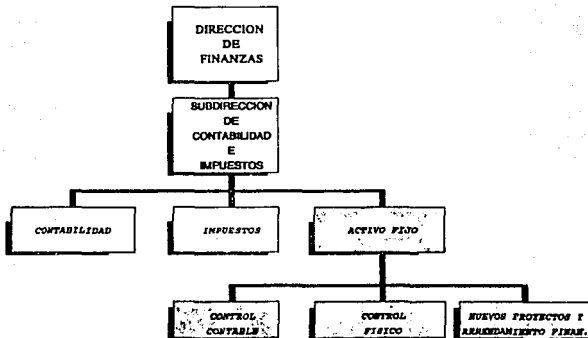 DIRECCION
DE
FINANZAS
SUBDIRECCION
DE
CONTABILIDAD
E
IMPUESTOS
CONTABILIDAD
IMPUESTOS
ACTIVO FIJO
CONTROL
CONTABLE
CONTROL
FISICO
NUEVOS PROYECTOS Y
ARRENDAMIENTO FINAN.